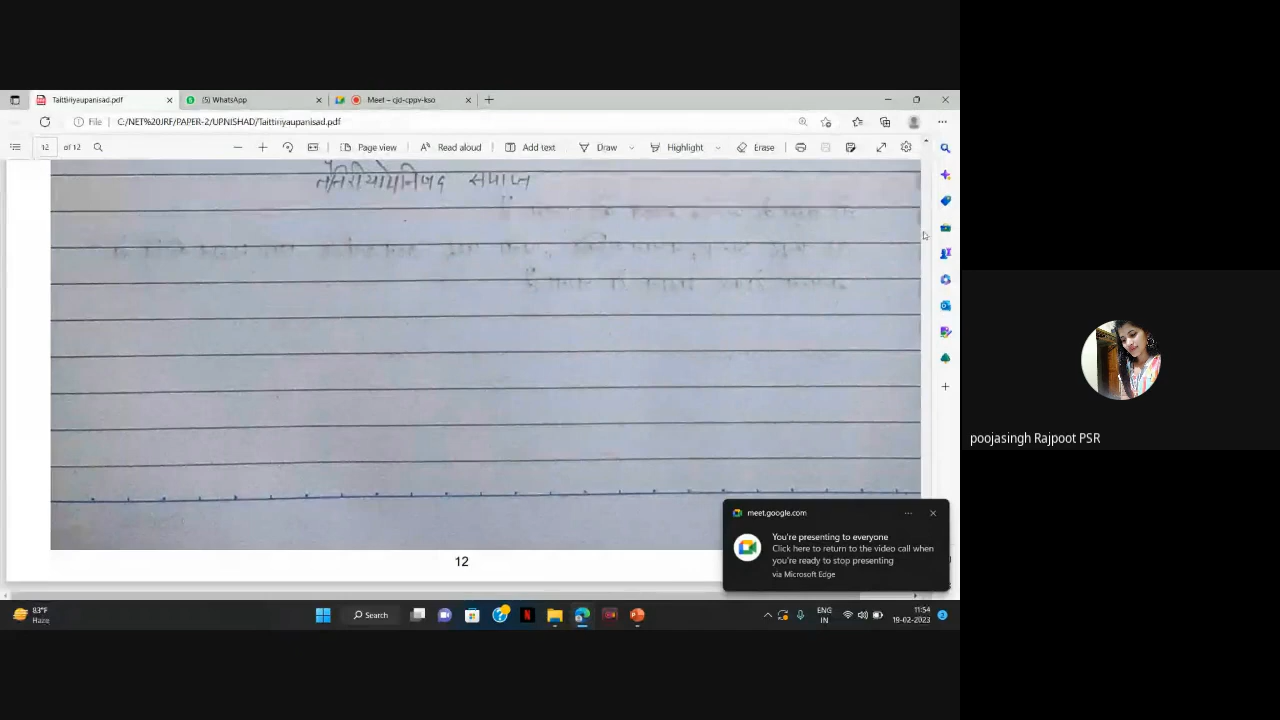 Taittiriyaupanisad.pdf
(5) WhatsApp
Meet – cjd-cppv-kso
File
C:/NET%20JRF/PAPER-2/UPNISHAD/Taittiriyaupanisad.pdf
12 of 12
Page view
Read aloud
Add text
Draw
Highlight
Erase
तैत्तिरीयोपनिषद समाप्त
12
poojasingh Rajpoot PSR
meet.google.com
You're presenting to everyone
Click here to return to the video call when
you're ready to stop presenting
via Microsoft Edge
83°F
Haze
Search
ENG
IN
11:54
19-02-2023
2